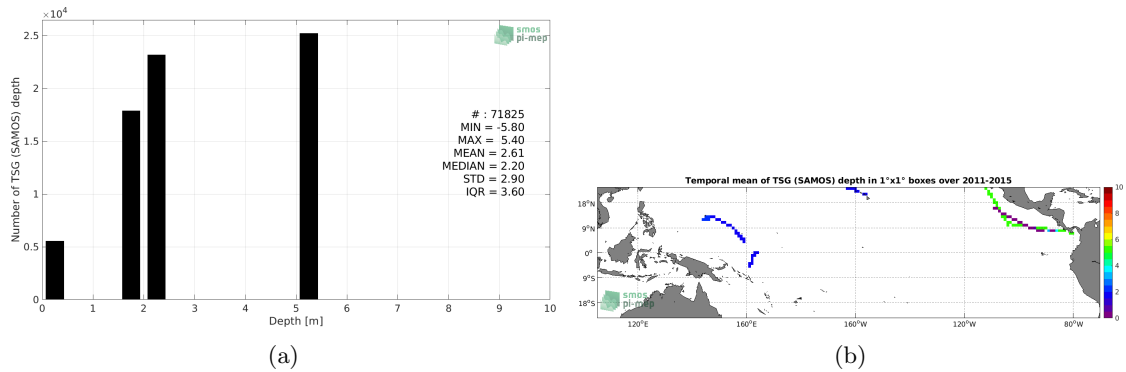 ×10⁴
2.5
2
1.5
1
0.5
0
0 1 2 3 4 5 6 7 8 9 10
Number of TSG (SAMOS) depth
Depth [m]
smos
pi-mep
# : 71825
MIN = -5.80
MAX = 5.40
MEAN = 2.61
MEDIAN = 2.20
STD = 2.90
IQR = 3.60
(a)
Temporal mean of TSG (SAMOS) depth in 1°x1° boxes over 2011-2015
18°N
9°N
0°
9°S
18°S
120°E 160°E 160°W 120°W 80°W
10
8
6
4
2
0
smos
pi-mep
(b)